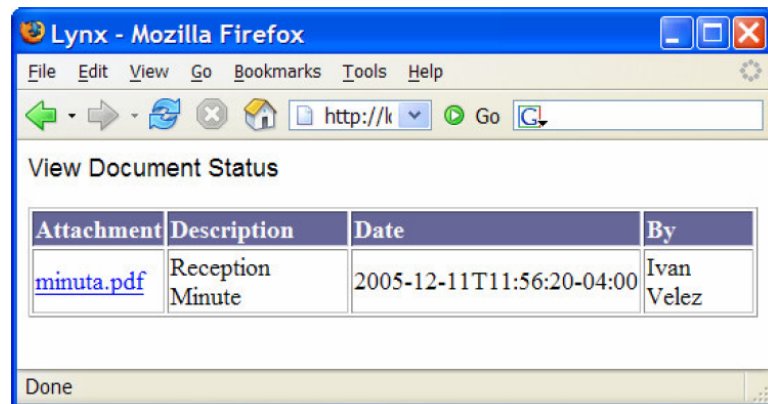 Lynx - Mozilla Firefox
File Edit View Go Bookmarks Tools Help
http://l Go G
View Document Status
Attachment Description Date By
minuta.pdf Reception Minute 2005-12-11T11:56:20-04:00 Ivan Velez
Done